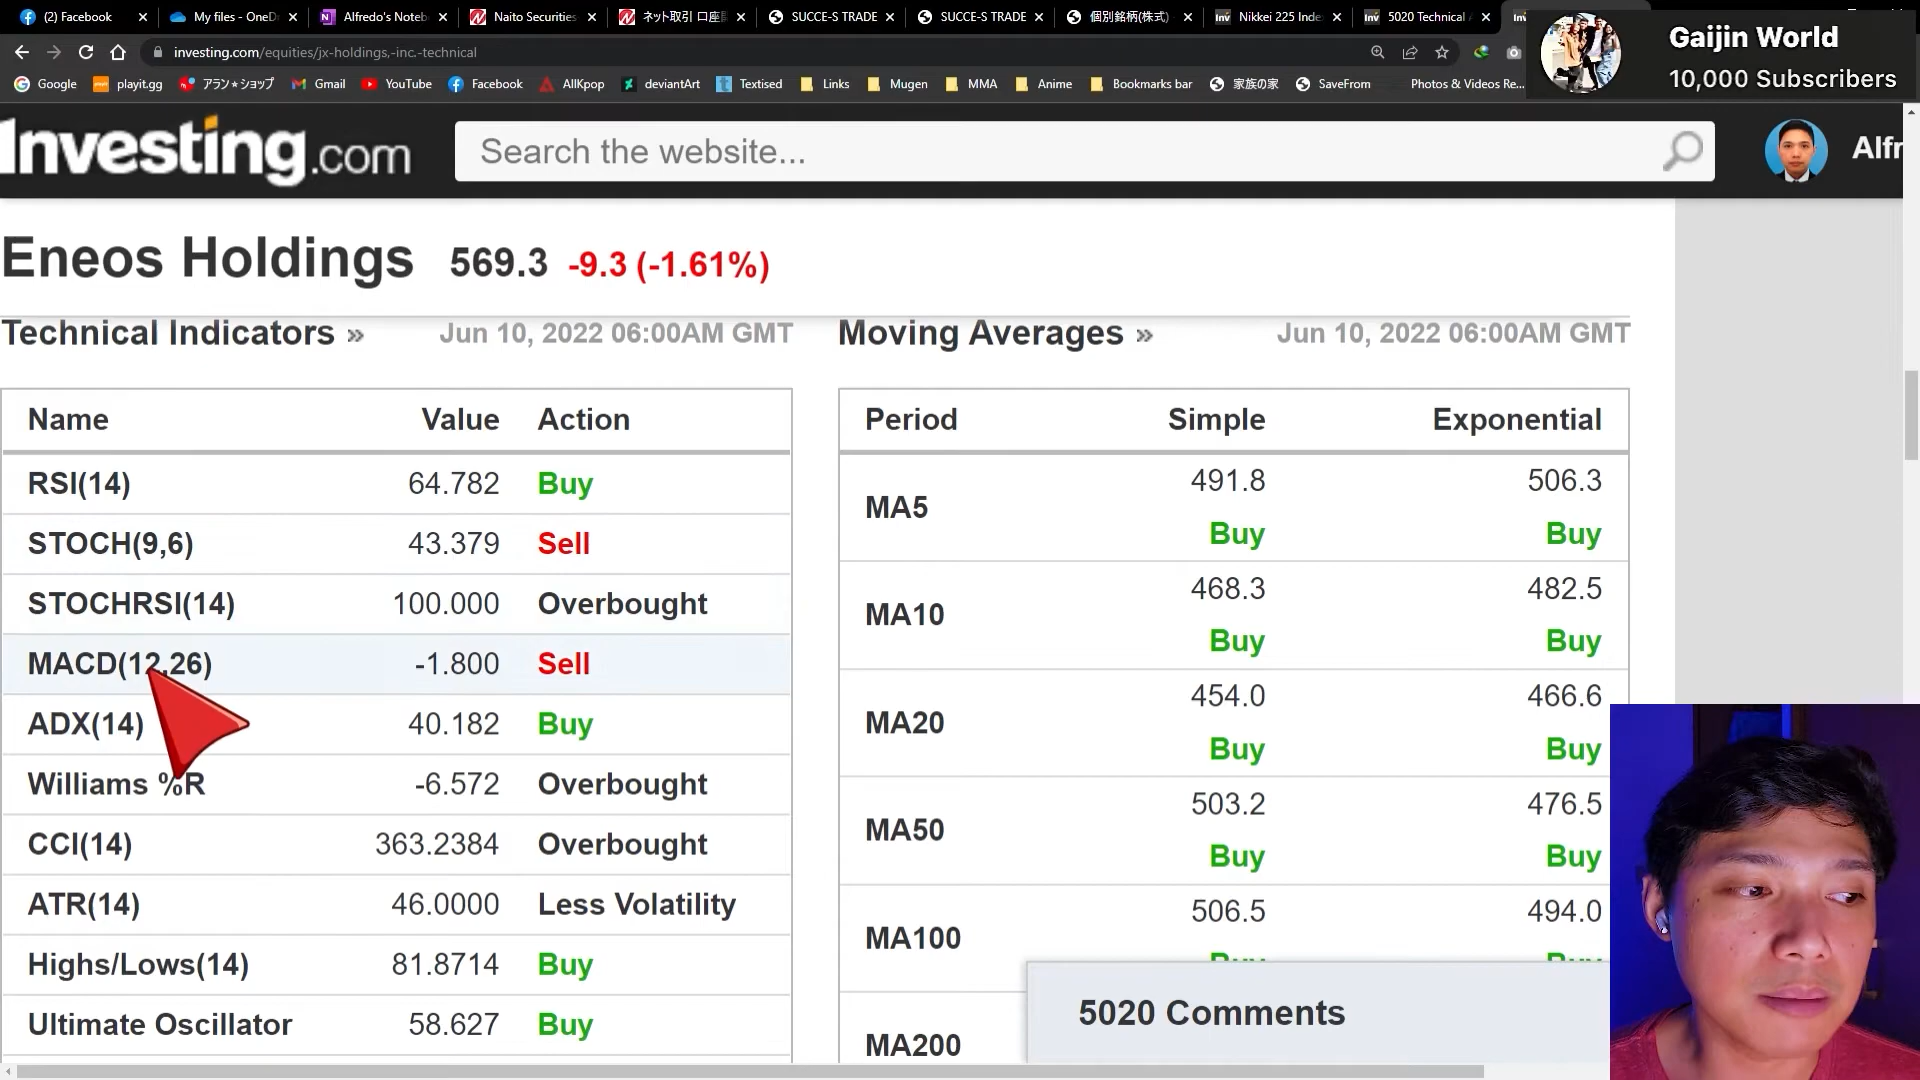 (2) Facebook
My files - OneD
Alfredo's Noteb
Naito Securities
ネット取引 口座
SUCCE-S TRADE
SUCCE-S TRADE
個別銘柄(株式)
Nikkei 225 Inde
5020 Technical
investing.com/equities/jx-holdings,-inc.-technical
Gaijin World
10,000 Subscribers
Google
playit.gg
アラン★ショップ
Gmail
YouTube
Facebook
AllKpop
deviantArt
Textised
Links
Mugen
MMA
Anime
Bookmarks bar
家族の家
SaveFrom
Photos & Videos Re...
Investing.com
Search the website...
Alfr
Eneos Holdings 569.3 -9.3 (-1.61%)
Technical Indicators » Jun 10, 2022 06:00AM GMT
Name Value Action
RSI(14) 64.782 Buy
STOCH(9,6) 43.379 Sell
STOCHRSI(14) 100.000 Overbought
MACD(12,26) -1.800 Sell
ADX(14) 40.182 Buy
Williams %R -6.572 Overbought
CCI(14) 363.2384 Overbought
ATR(14) 46.0000 Less Volatility
Highs/Lows(14) 81.8714 Buy
Ultimate Oscillator 58.627 Buy
Moving Averages » Jun 10, 2022 06:00AM GMT
Period Simple Exponential
MA5 491.8 506.3
Buy Buy
MA10 468.3 482.5
Buy Buy
MA20 454.0 466.6
Buy Buy
MA50 503.2 476.5
Buy Buy
MA100 506.5 494.0
Buy Buy
MA200
5020 Comments